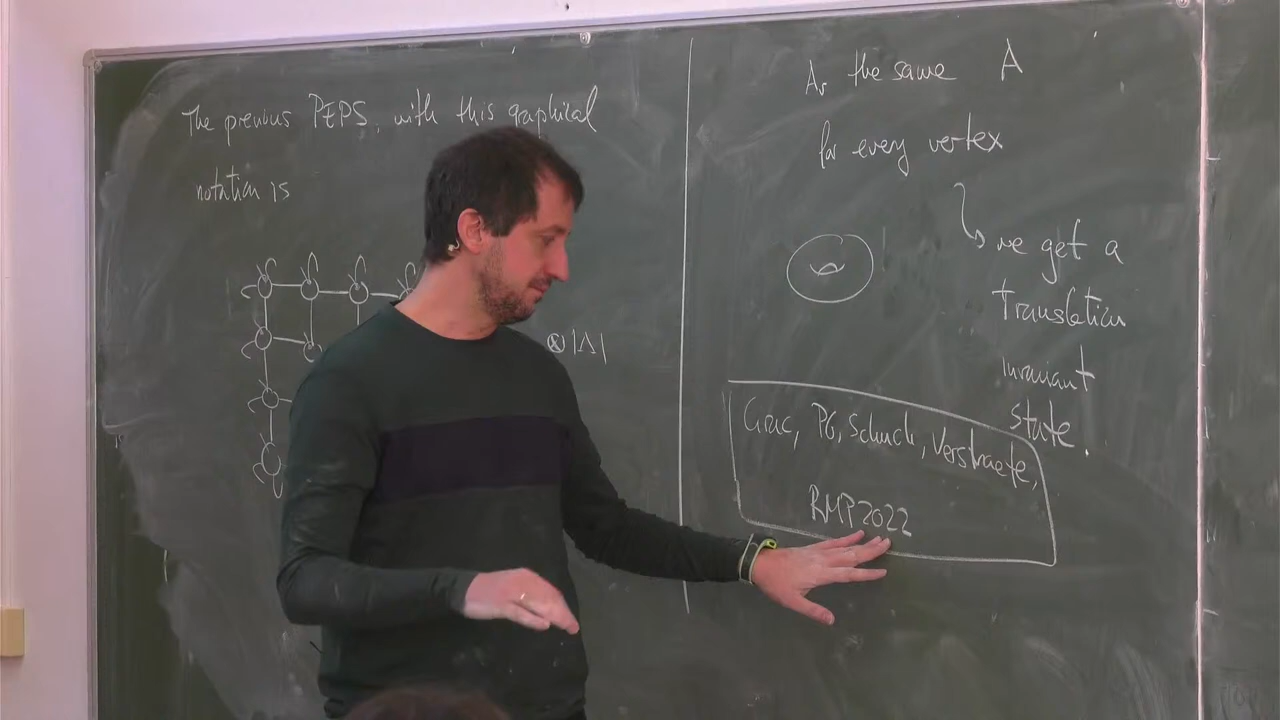 The previous PEPS, with this graphical
notation is
⊗|Λ|
Av the same A
for every vertex
we get a
Translation
invariant
state.
Cirac, PG, Schuch, Verstraete,
RMP 2022